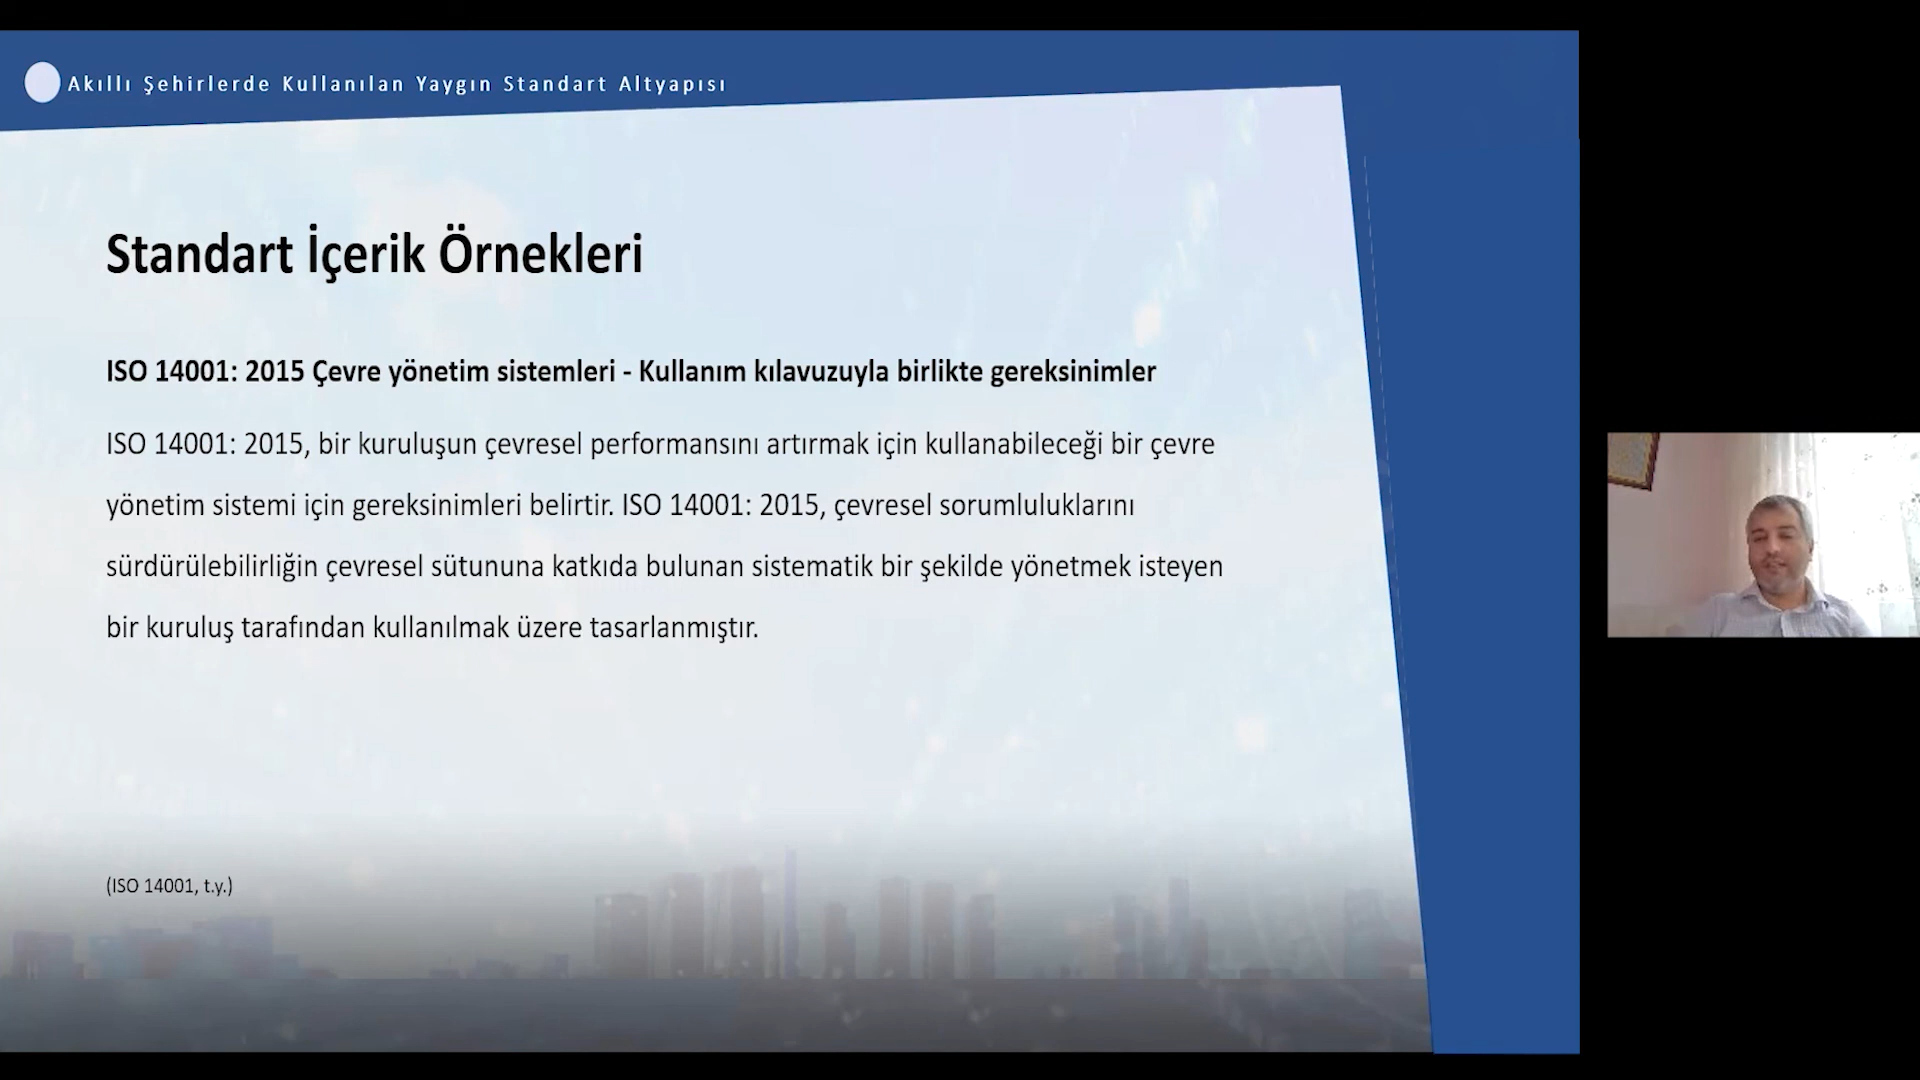 Akıllı Şehirlerde Kullanılan Yaygın Standart Altyapısı
Standart İçerik Örnekleri
ISO 14001: 2015 Çevre yönetim sistemleri - Kullanım kılavuzuyla birlikte gereksinimler
ISO 14001: 2015, bir kuruluşun çevresel performansını artırmak için kullanabileceği bir çevre
yönetim sistemi için gereksinimleri belirtir. ISO 14001: 2015, çevresel sorumluluklarını
sürdürülebilirliğin çevresel sütununa katkıda bulunan sistematik bir şekilde yönetmek isteyen
bir kuruluş tarafından kullanılmak üzere tasarlanmıştır.
(ISO 14001, t.y.)